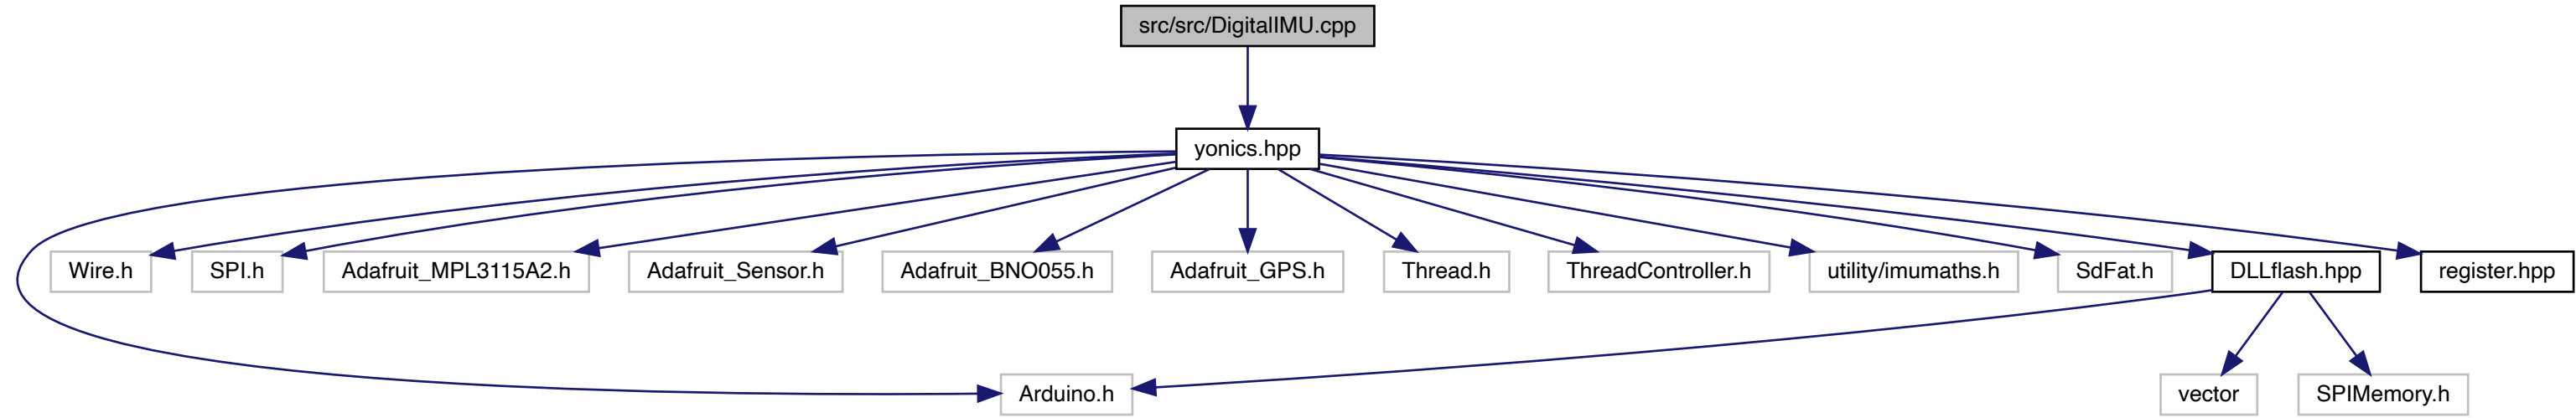 src/src/DigitalIMU.cpp
yonics.hpp
Wire.h
SPI.h
Adafruit_MPL3115A2.h
Adafruit_Sensor.h
Adafruit_BNO055.h
Adafruit_GPS.h
Thread.h
ThreadController.h
utility/imumaths.h
SdFat.h
DLLflash.hpp
register.hpp
Arduino.h
vector
SPIMemory.h